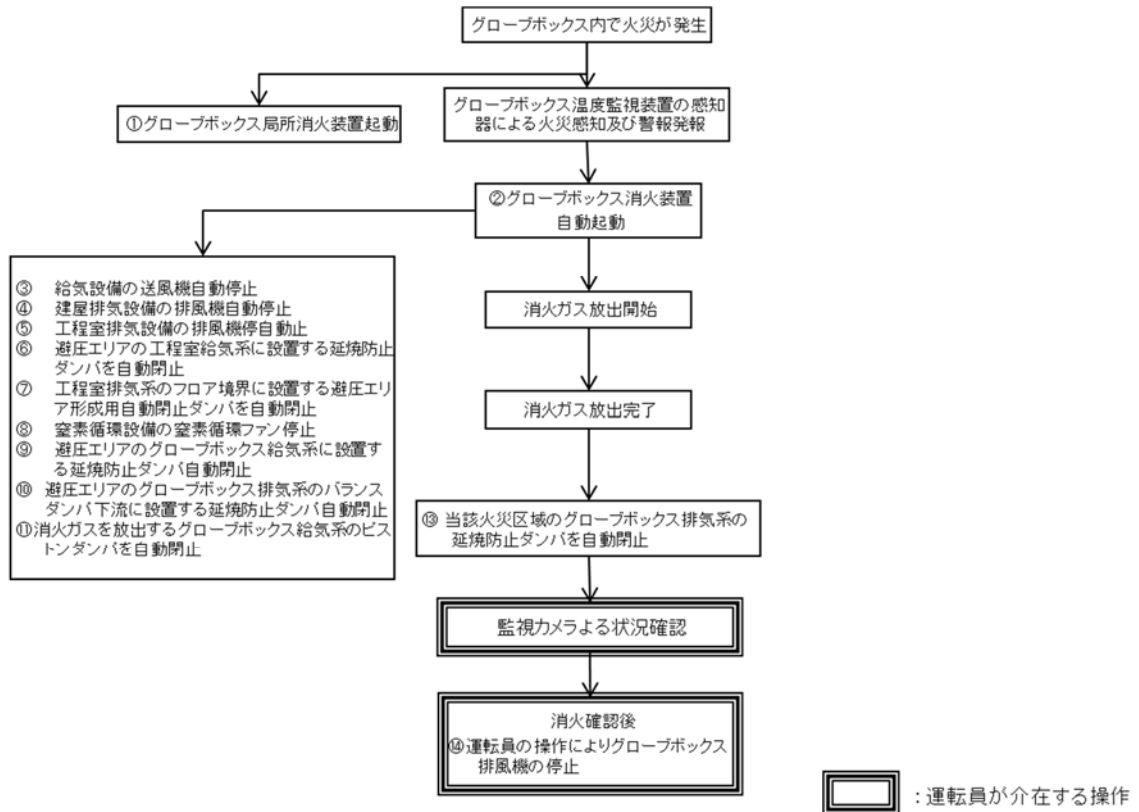 グローブボックス内で火災が発生
①グローブボックス局所消火装置起動
グローブボックス温度監視装置の感知
器による火災感知及び警報発報
②グローブボックス消火装置
自動起動
③ 給気設備の送風機自動停止
④ 建屋排気設備の排風機自動停止
⑤ 工程室排気設備の排風機停自動止
⑥ 避圧エリアの工程室給気系に設置する延焼防止
ダンパを自動閉止
⑦ 工程室排気系のフロア境界に設置する避圧エリ
ア形成用自動閉止ダンパを自動閉止
⑧ 窒素循環設備の窒素循環ファン停止
⑨ 避圧エリアのグローブボックス給気系に設置す
る延焼防止ダンパ自動閉止
⑩ 避圧エリアのグローブボックス排気系のバランス
ダンパ下流に設置する延焼防止ダンパ自動閉止
⑪消火ガスを放出するグローブボックス給気系のピス
トンダンパを自動閉止
消火ガス放出開始
消火ガス放出完了
⑬ 当該火災区域のグローブボックス排気系の
延焼防止ダンパを自動閉止
監視カメラよる状況確認
消火確認後
⑭運転員の操作によりグローブボックス
排風機の停止
：運転員が介在する操作